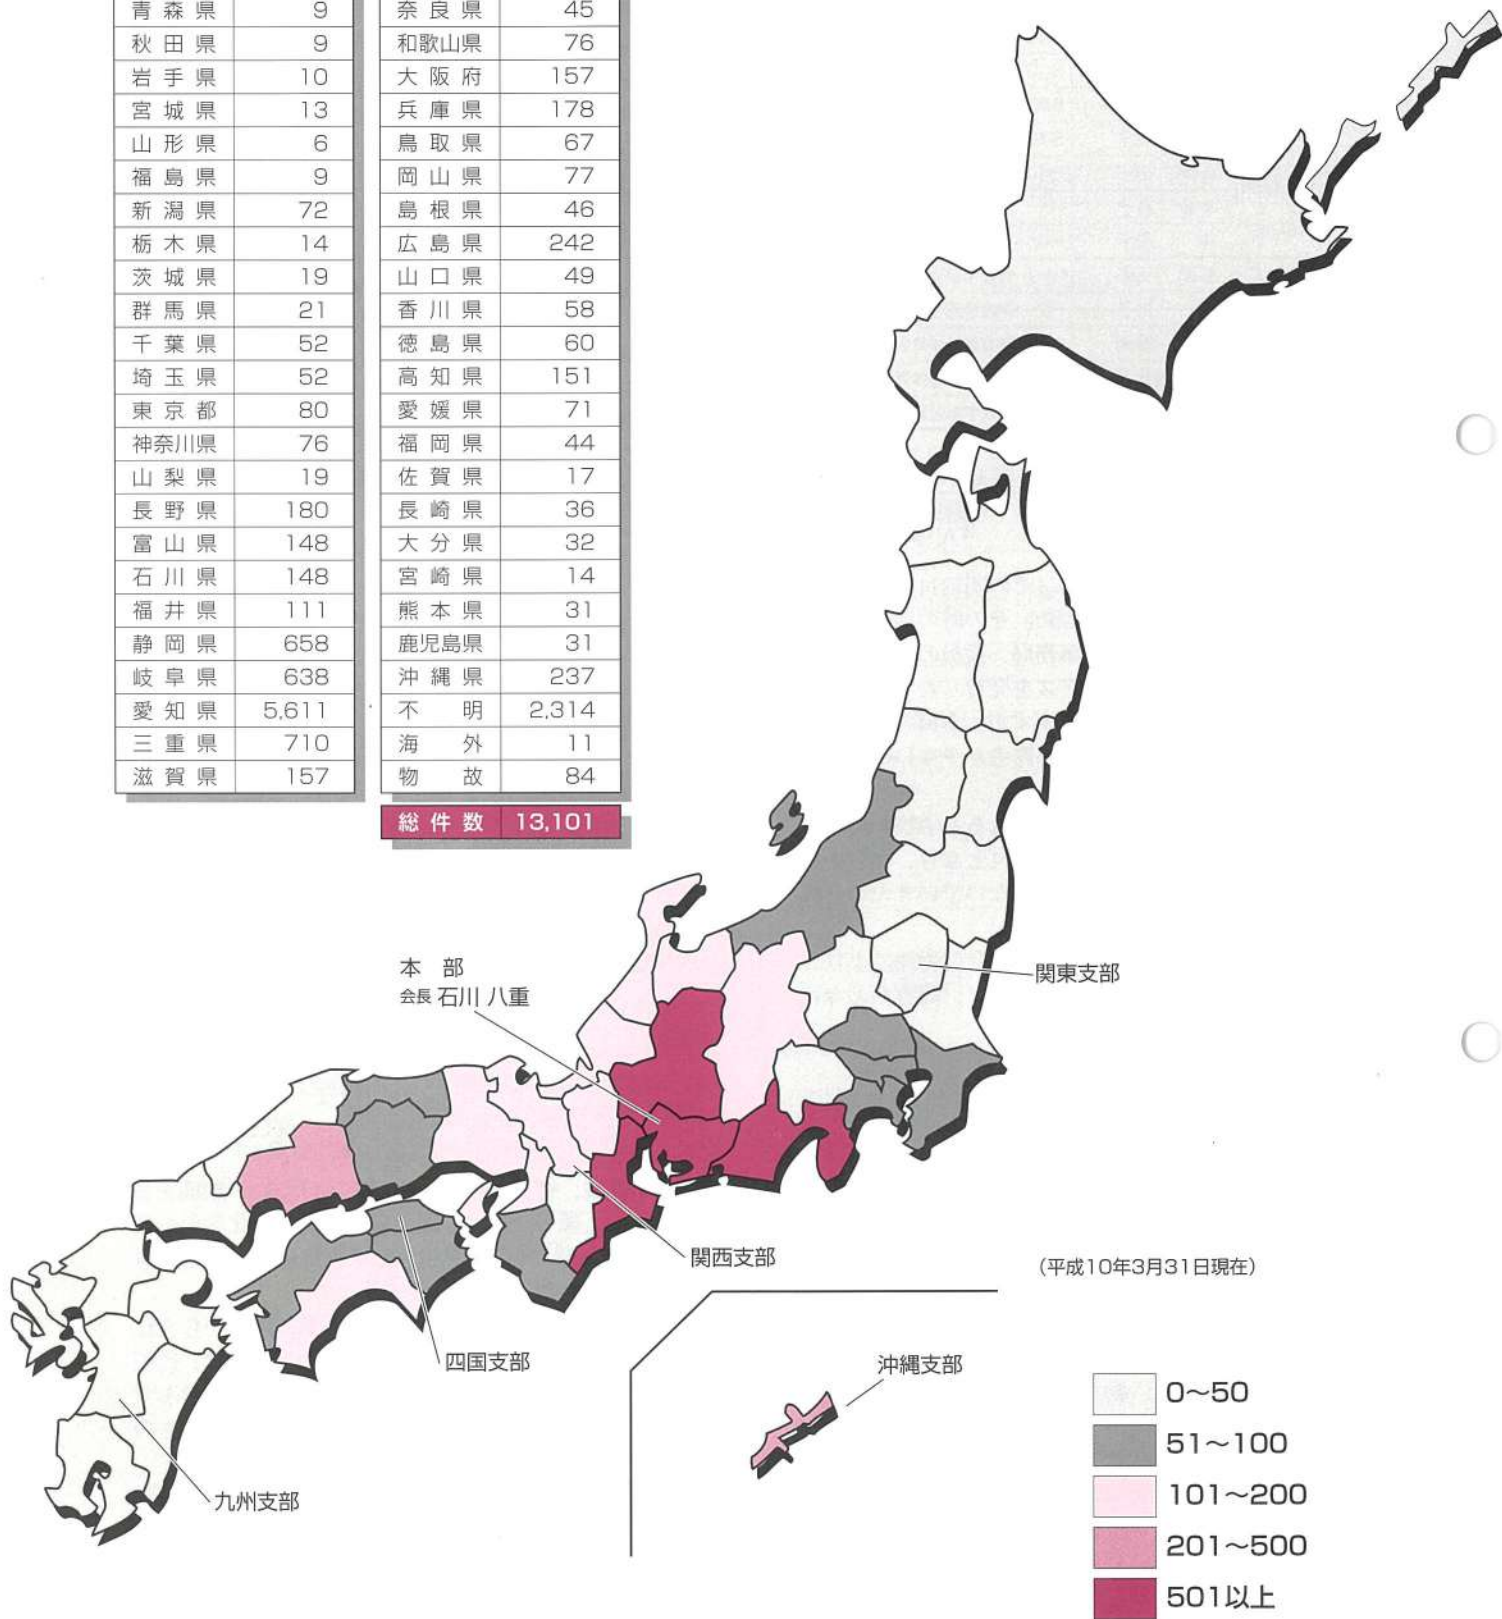 青森県 9
秋田県 9
岩手県 10
宮城県 13
山形県 6
福島県 9
新潟県 72
栃木県 14
茨城県 19
群馬県 21
千葉県 52
埼玉県 52
東京都 80
神奈川県 76
山梨県 19
長野県 180
富山県 148
石川県 148
福井県 111
静岡県 658
岐阜県 638
愛知県 5,611
三重県 710
滋賀県 157
奈良県 45
和歌山県 76
大阪府 157
兵庫県 178
鳥取県 67
岡山県 77
島根県 46
広島県 242
山口県 49
香川県 58
徳島県 60
高知県 151
愛媛県 71
福岡県 44
佐賀県 17
長崎県 36
大分県 32
宮崎県 14
熊本県 31
鹿児島県 31
沖縄県 237
不明 2,314
海外 11
物故 84
総件数 13,101
本部
会長 石川 八重
関東支部
関西支部
(平成10年3月31日現在)
四国支部
沖縄支部
九州支部
0〜50
51〜100
101〜200
201〜500
501以上